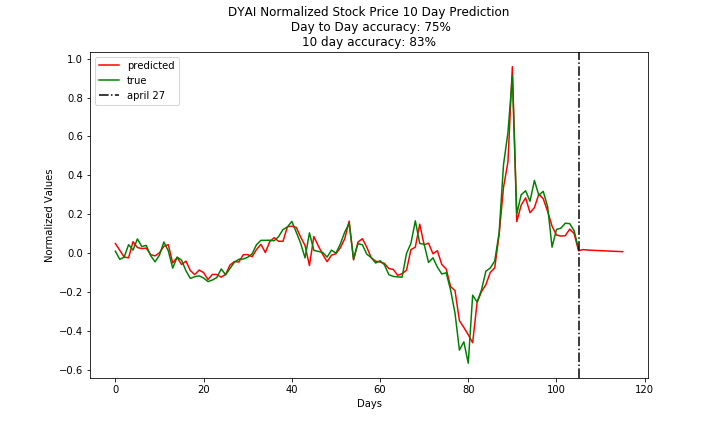 DYAI Normalized Stock Price 10 Day Prediction
Day to Day accuracy: 75%
10 day accuracy: 83%
predicted
true
april 27
Normalized Values
1.0
0.8
0.6
0.4
0.2
0.0
−0.2
−0.4
−0.6
0 20 40 60 80 100 120
Days